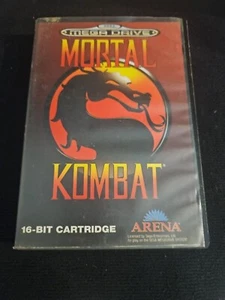 MEGA DRIVE
MORTAL
KOMBAT
16-BIT CARTRIDGE
ARENA